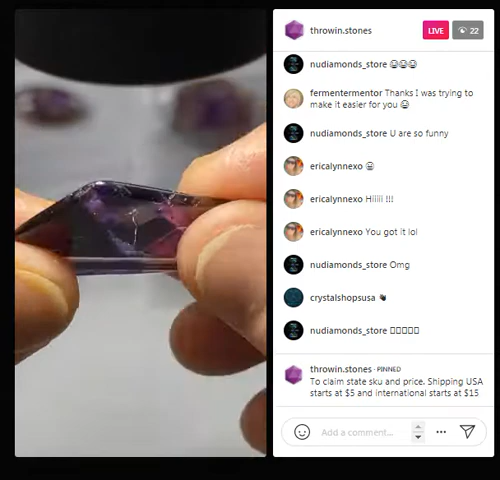 throwin.stones
LIVE
22
nudiamonds_store 😂😂😂
fermentermentor Thanks I was trying to
make it easier for you 😂
nudiamonds_store U are so funny
ericalynnexo 😀
ericalynnexo Hiiiii !!!
ericalynnexo You got it lol
nudiamonds_store Omg
crystalshopsusa 👋
nudiamonds_store ▯▯▯▯▯
throwin.stones · PINNED
To claim state sku and price. Shipping USA
starts at $5 and international starts at $15
Add a comment...